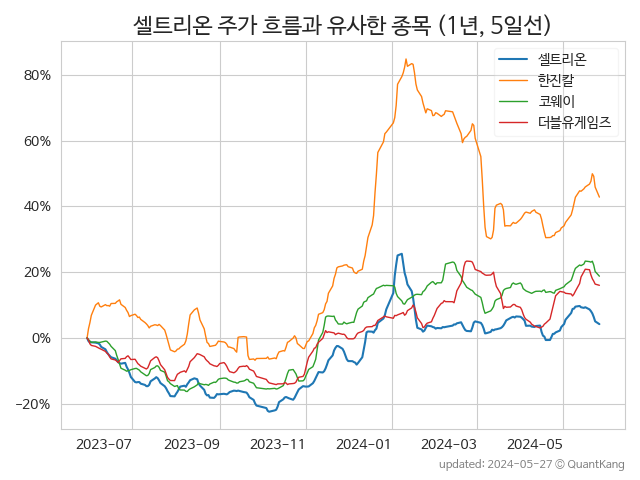 셀트리온 주가 흐름과 유사한 종목 (1년, 5일선)
셀트리온
한진칼
코웨이
더블유게임즈
80%
60%
40%
20%
0%
−20%
2023-07
2023-09
2023-11
2024-01
2024-03
2024-05
updated: 2024-05-27 © QuantKang